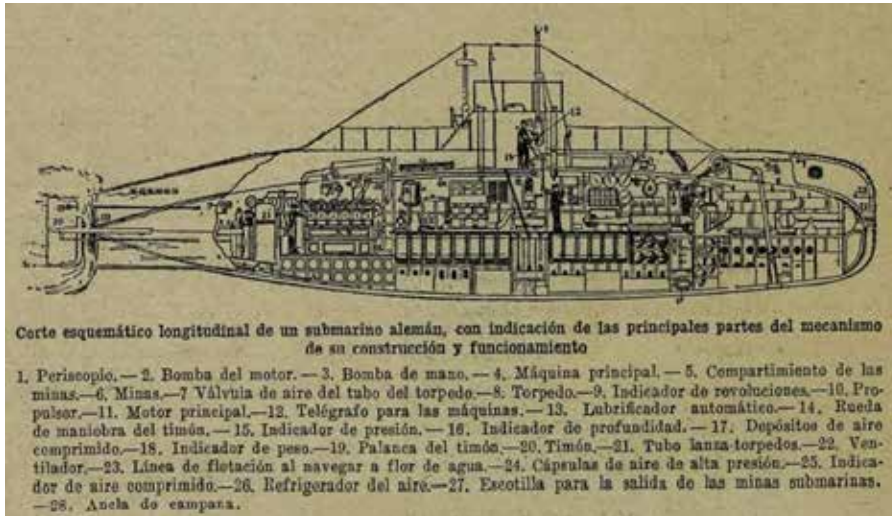 Corte esquemático longitudinal de un submarino alemán, con indicación de las principales partes del mecanismo
de su construcción y funcionamiento
1. Periscopio.—2. Bomba del motor.—3. Bomba de mano.—4. Máquina principal.—5. Compartimiento de las
minas.—6. Minas.—7 Válvula de aire del tubo del torpedo.—8. Torpedo.—9. Indicador de revoluciones.—10. Pro-
pulsor.—11. Motor principal.—12. Telégrafo para las máquinas.—13. Lubrificador automático.—14. Rueda
de maniobra del timón.—15. Indicador de presión.—16. Indicador de profundidad.—17. Depósitos de aire
comprimido.—18. Indicador de peso.—19. Palanca del timón.—20. Timón.—21. Tubo lanza-torpedos.—22. Ven-
tilador.—23. Línea de flotación al navegar a flor de agua.—24. Cápsulas de aire de alta presión.—25. Indica-
dor de aire comprimido.—26. Refrigerador del aire.—27. Escotilla para la salida de las minas submarinas.
—28. Ancla de campana.